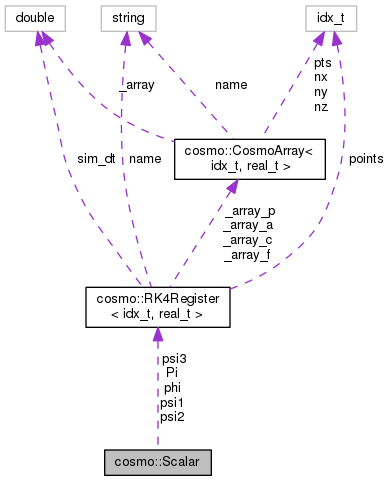 double
string
idx_t
_array
name
pts
nx
ny
nz
cosmo::CosmoArray<
idx_t, real_t >
sim_dt
name
points
_array_p
_array_a
_array_c
_array_f
cosmo::RK4Register
< idx_t, real_t >
psi3
Pi
phi
psi1
psi2
cosmo::Scalar